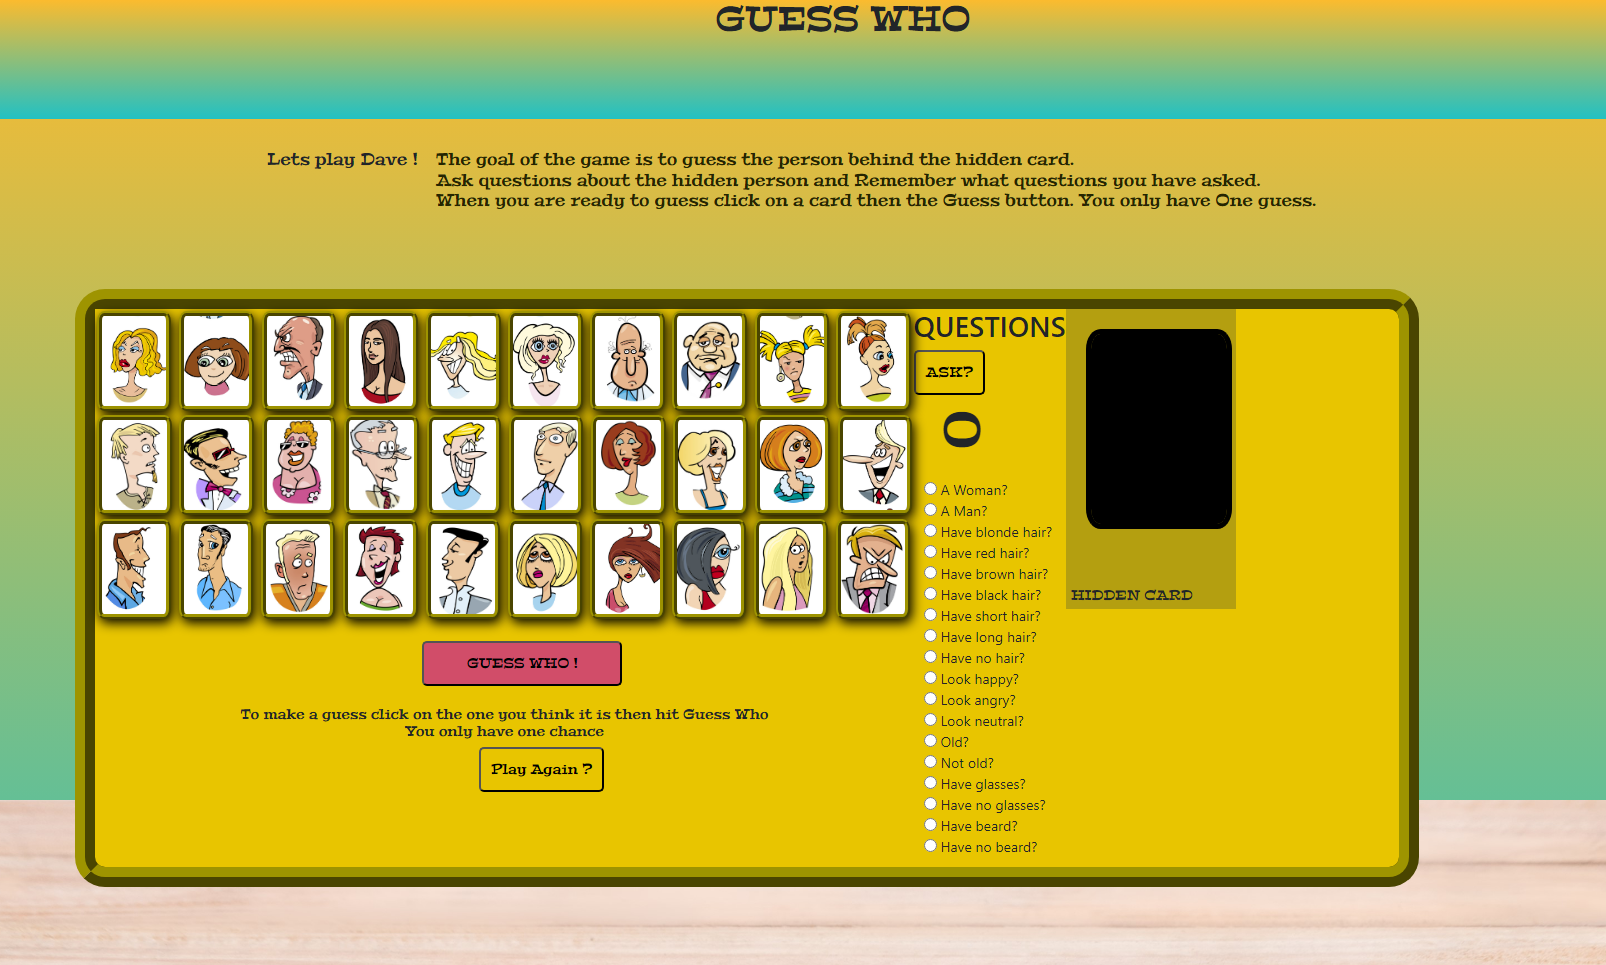 GUESS WHO
Lets play Dave !
The goal of the game is to guess the person behind the hidden card.
Ask questions about the hidden person and Remember what questions you have asked.
When you are ready to guess click on a card then the Guess button. You only have One guess.
QUESTIONS
ASK?
0
A Woman?
A Man?
Have blonde hair?
Have red hair?
Have brown hair?
Have black hair?
Have short hair?
Have long hair?
Have no hair?
Look happy?
Look angry?
Look neutral?
Old?
Not old?
Have glasses?
Have no glasses?
Have beard?
Have no beard?
HIDDEN CARD
GUESS WHO !
To make a guess click on the one you think it is then hit Guess Who
You only have one chance
Play Again ?